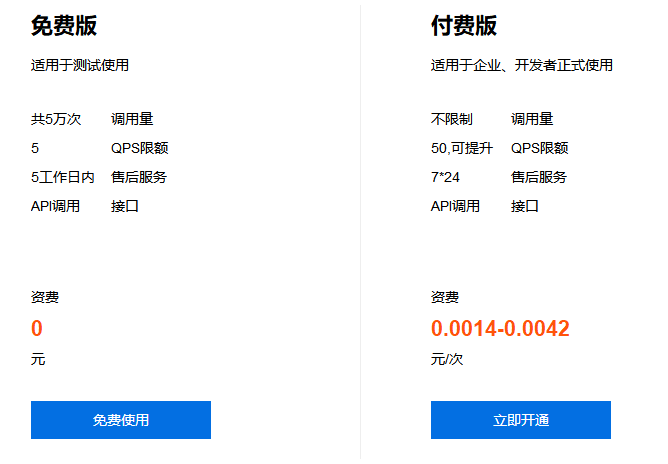 免费版
适用于测试使用
共5万次 调用量
5 QPS限额
5工作日内 售后服务
API调用 接口
资费
0
元
免费使用
付费版
适用于企业、开发者正式使用
不限制 调用量
50,可提升 QPS限额
7*24 售后服务
API调用 接口
资费
0.0014-0.0042
元/次
立即开通